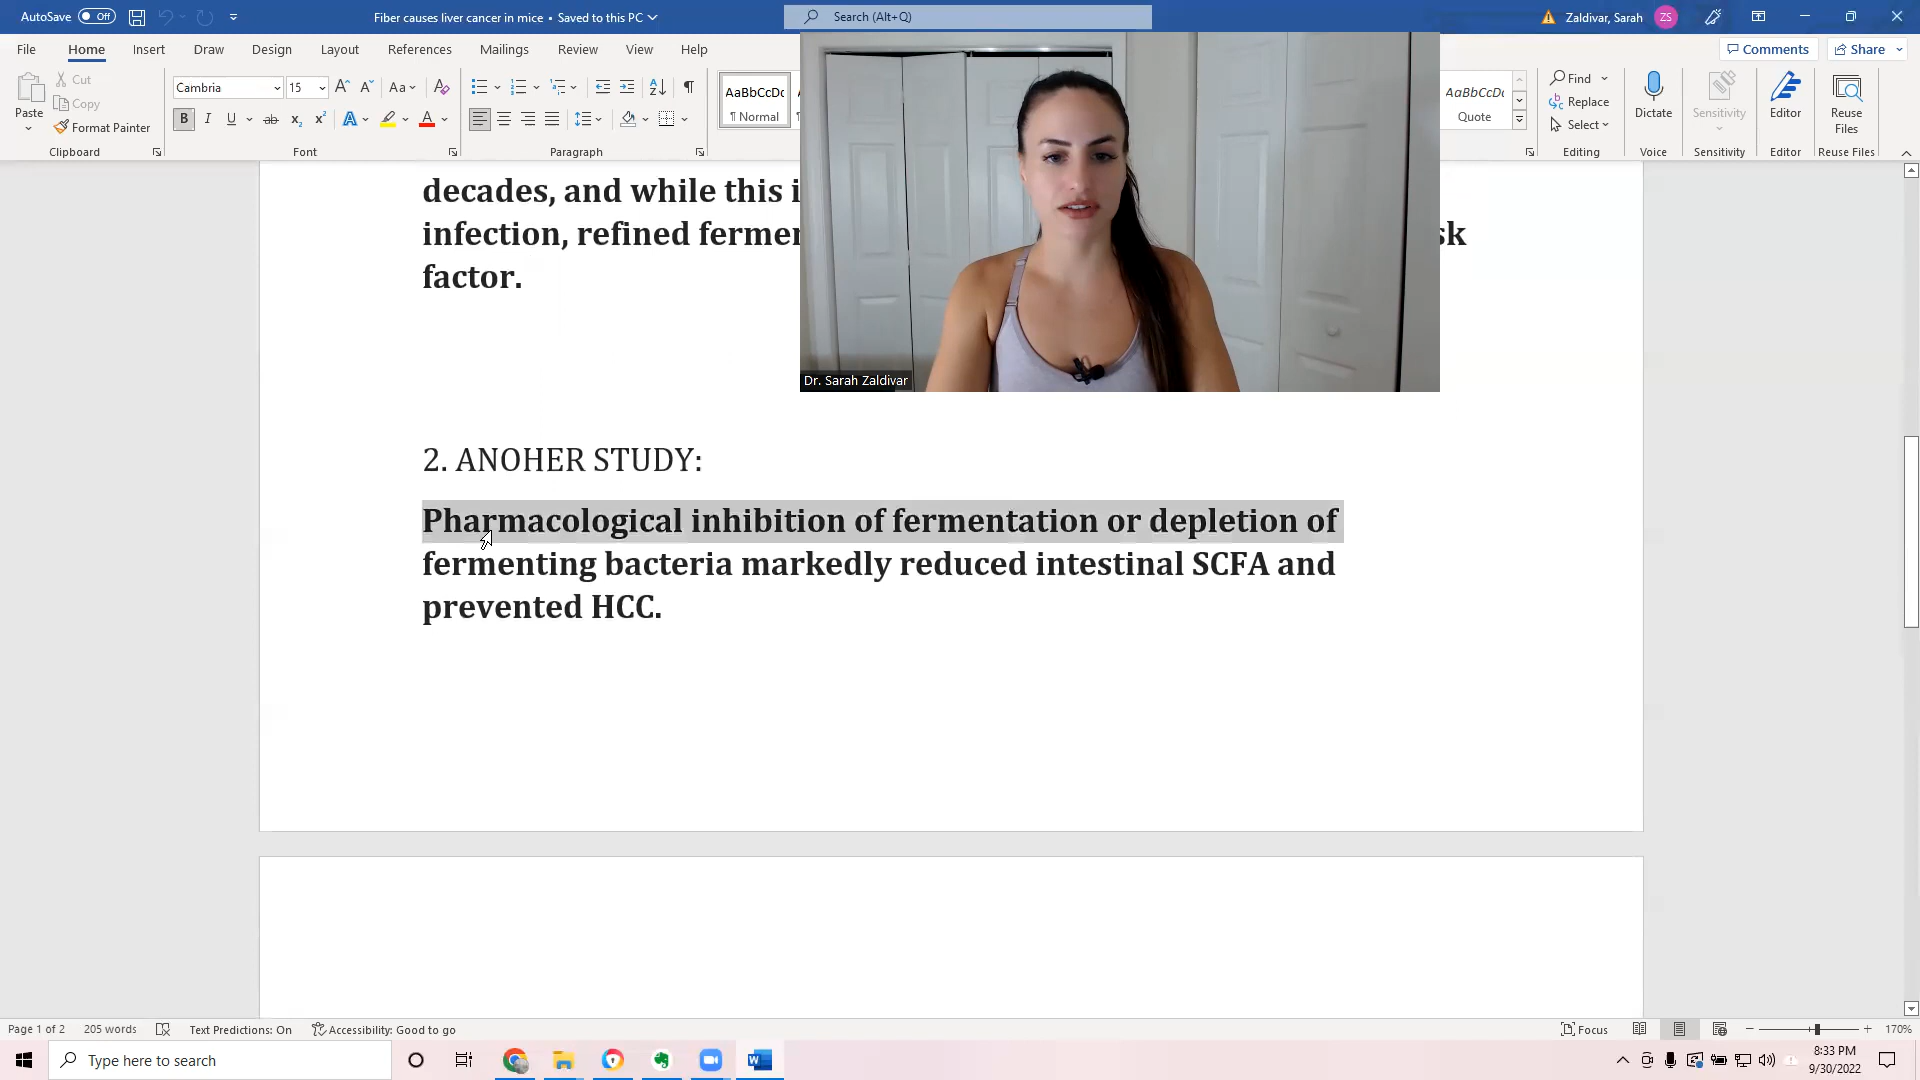 AutoSave Off Fiber causes liver cancer in mice • Saved to this PC Search (Alt+Q) Zaldivar, Sarah ZS
File Home Insert Draw Design Layout References Mailings Review View Help Comments Share
Paste Cut Copy Format Painter
Clipboard
Cambria 15
Font
Paragraph
AaBbCcDc
¶ Normal
AaBbCcDc
Quote
Find
Replace
Select
Editing
Dictate
Voice
Sensitivity
Sensitivity
Editor
Editor
Reuse Files
Reuse Files
decades, and while this i
infection, refined fermen sk
factor.
Dr. Sarah Zaldivar
2. ANOHER STUDY:
Pharmacological inhibition of fermentation or depletion of
fermenting bacteria markedly reduced intestinal SCFA and
prevented HCC.
Page 1 of 2 205 words Text Predictions: On Accessibility: Good to go Focus 170%
Type here to search
8:33 PM
9/30/2022